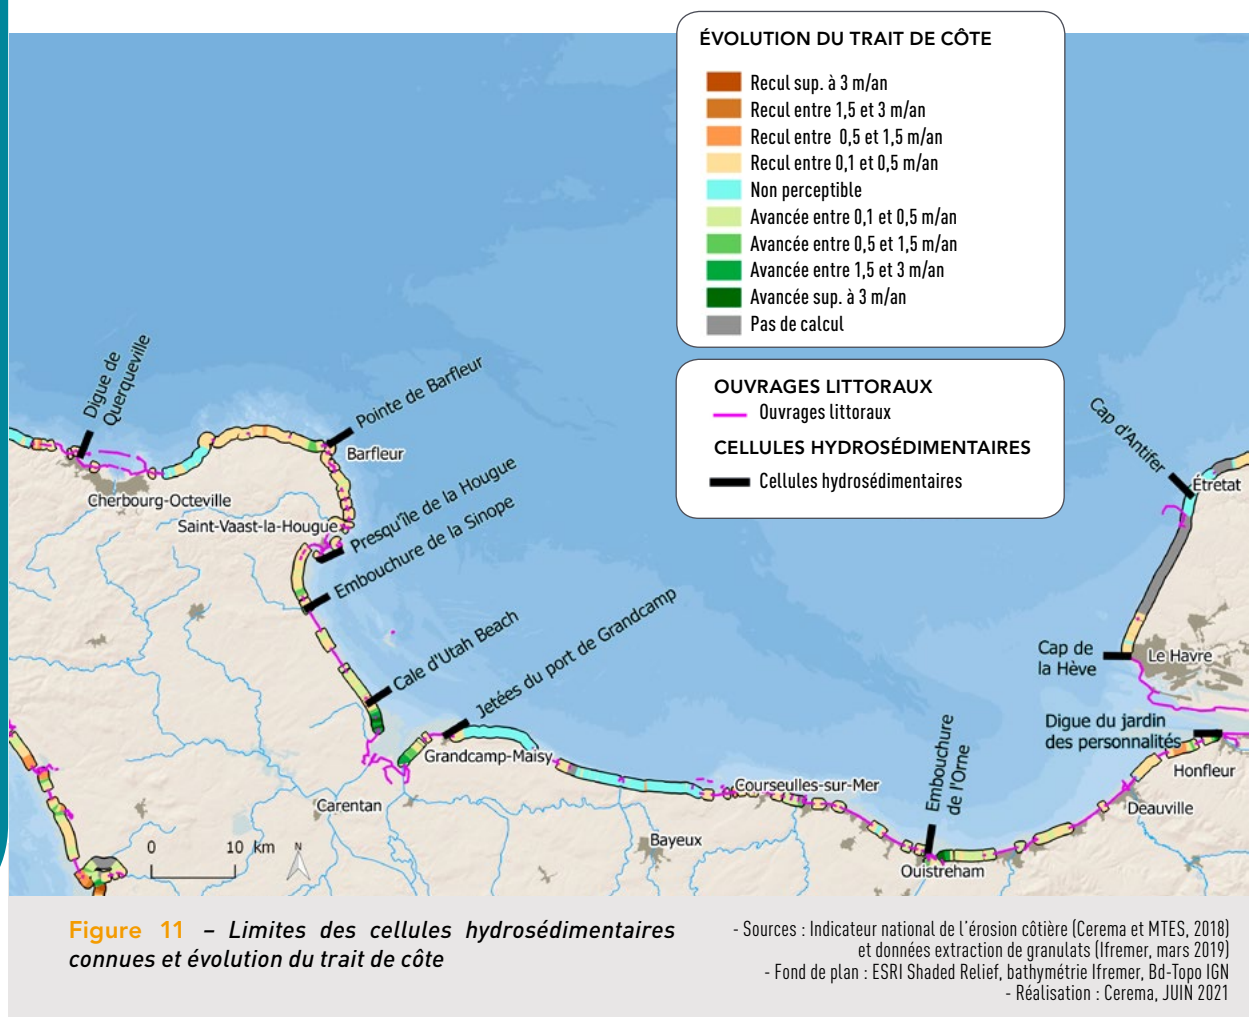 ÉVOLUTION DU TRAIT DE CÔTE
Recul sup. à 3 m/an
Recul entre 1,5 et 3 m/an
Recul entre 0,5 et 1,5 m/an
Recul entre 0,1 et 0,5 m/an
Non perceptible
Avancée entre 0,1 et 0,5 m/an
Avancée entre 0,5 et 1,5 m/an
Avancée entre 1,5 et 3 m/an
Avancée sup. à 3 m/an
Pas de calcul
OUVRAGES LITTORAUX
Ouvrages littoraux
CELLULES HYDROSÉDIMENTAIRES
Cellules hydrosédimentaires
Digue de
Querqueville
Pointe de Barfleur
Barfleur
Cherbourg-Octeville
Saint-Vaast-la-Hougue
Presqu'île de la Hougue
Embouchure de la Sinope
Cale d'Utah Beach
Jetées du port de Grandcamp
Grandcamp-Maisy
Carentan
Bayeux
Courseulles-sur-Mer
Embouchure
de l'Orne
Ouistreham
Cap d'Antifer
Étretat
Cap de
la Hève
Le Havre
Digue du jardin
des personnalités
Honfleur
Deauville
0 10 km
N
Figure 11 – Limites des cellules hydrosédimentaires
connues et évolution du trait de côte
- Sources : Indicateur national de l'érosion côtière (Cerema et MTES, 2018)
et données extraction de granulats (Ifremer, mars 2019)
- Fond de plan : ESRI Shaded Relief, bathymétrie Ifremer, Bd-Topo IGN
- Réalisation : Cerema, JUIN 2021